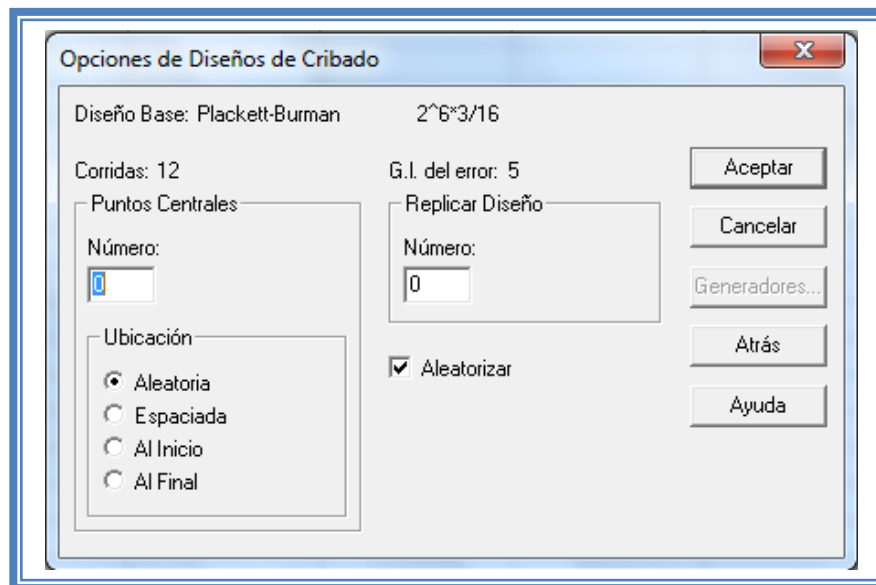 Opciones de Diseños de Cribado
Diseño Base: Plackett-Burman 2^6*3/16
Corridas: 12
G.l. del error: 5
Puntos Centrales
Número:
0
Ubicación
Aleatoria
Espaciada
Al Inicio
Al Final
Replicar Diseño
Número:
0
Aleatorizar
Aceptar
Cancelar
Generadores...
Atrás
Ayuda